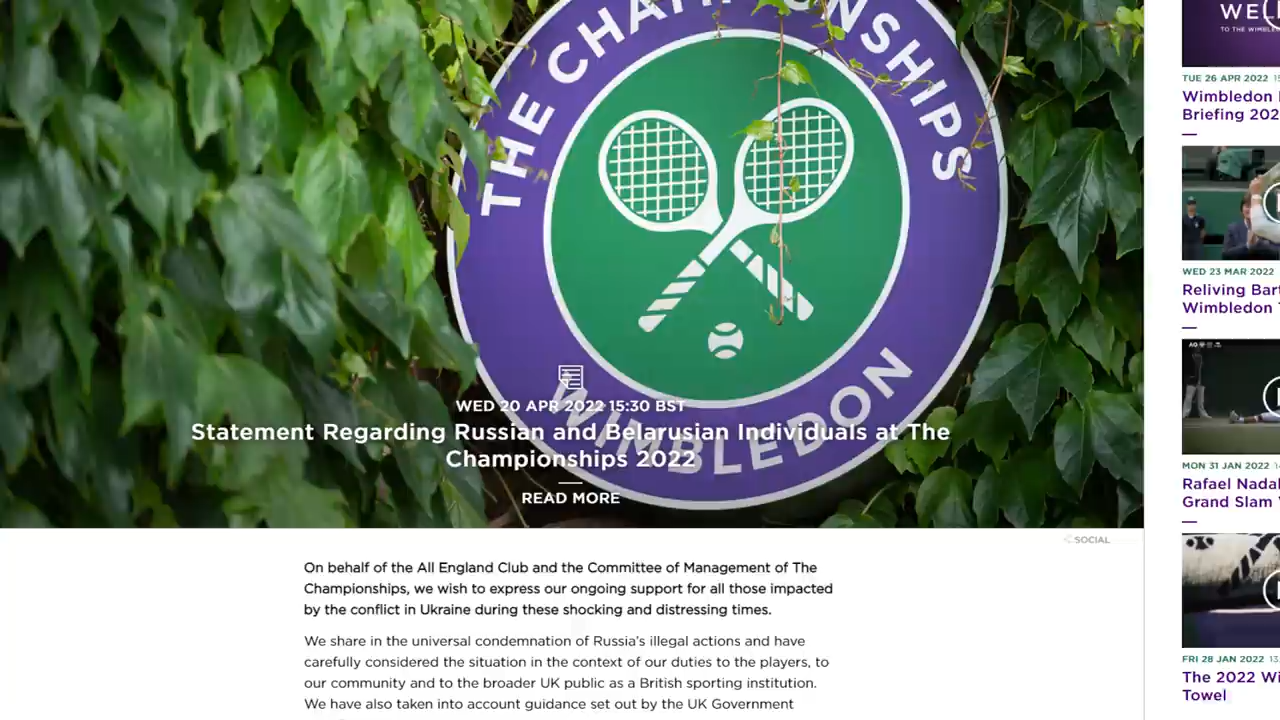 THE CHAMPIONSHIPS
WIMBLEDON
WED 20 APR 2022 15:30 BST
Statement Regarding Russian and Belarusian Individuals at The
Championships 2022
READ MORE
SOCIAL
On behalf of the All England Club and the Committee of Management of The
Championships, we wish to express our ongoing support for all those impacted
by the conflict in Ukraine during these shocking and distressing times.
We share in the universal condemnation of Russia's illegal actions and have
carefully considered the situation in the context of our duties to the players, to
our community and to the broader UK public as a British sporting institution.
We have also taken into account guidance set out by the UK Government
TO THE
TUE 26 APR 2022
Wimbledon
Briefing 202
WED 23 MAR 2022
Reliving Bart
Wimbledon
MON 31 JAN 2022
Rafael Nadal
Grand Slam
FRI 28 JAN 2022 13
The 2022 Wi
Towel